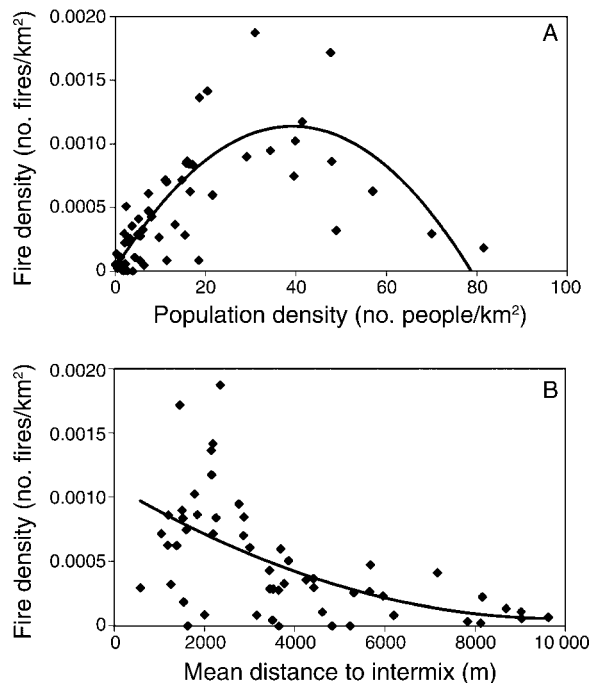 A
Fire density (no. fires/km²)
0.0020
0.0015
0.0010
0.0005
0
0 20 40 60 80 100
Population density (no. people/km²)
B
Fire density (no. fires/km²)
0.0020
0.0015
0.0010
0.0005
0
0 2000 4000 6000 8000 10 000
Mean distance to intermix (m)